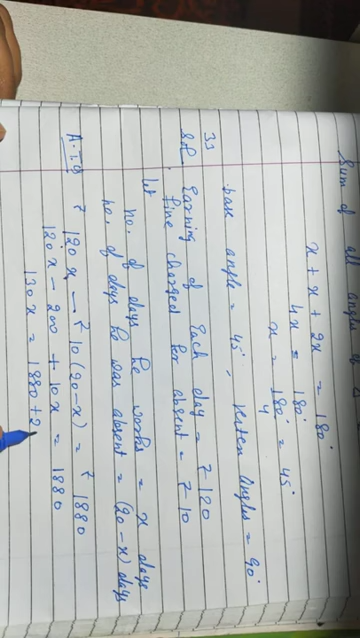 Sum of all angle of Δ
x + x + 2x = 180°
4x = 180°
x = 180° / 4 = 45°
base angle = 45°, vertex angle = 90°
33
Sol. Earning of each day = ₹ 120
fine charged for absent = ₹ 10
let
no. of days he works = x days
no. of days he was absent = (20-x) days
A.T.Q ₹ 120x - ₹ 10(20-x) = ₹ 1880
120x - 200 + 10x = 1880
130x = 1880 + 2